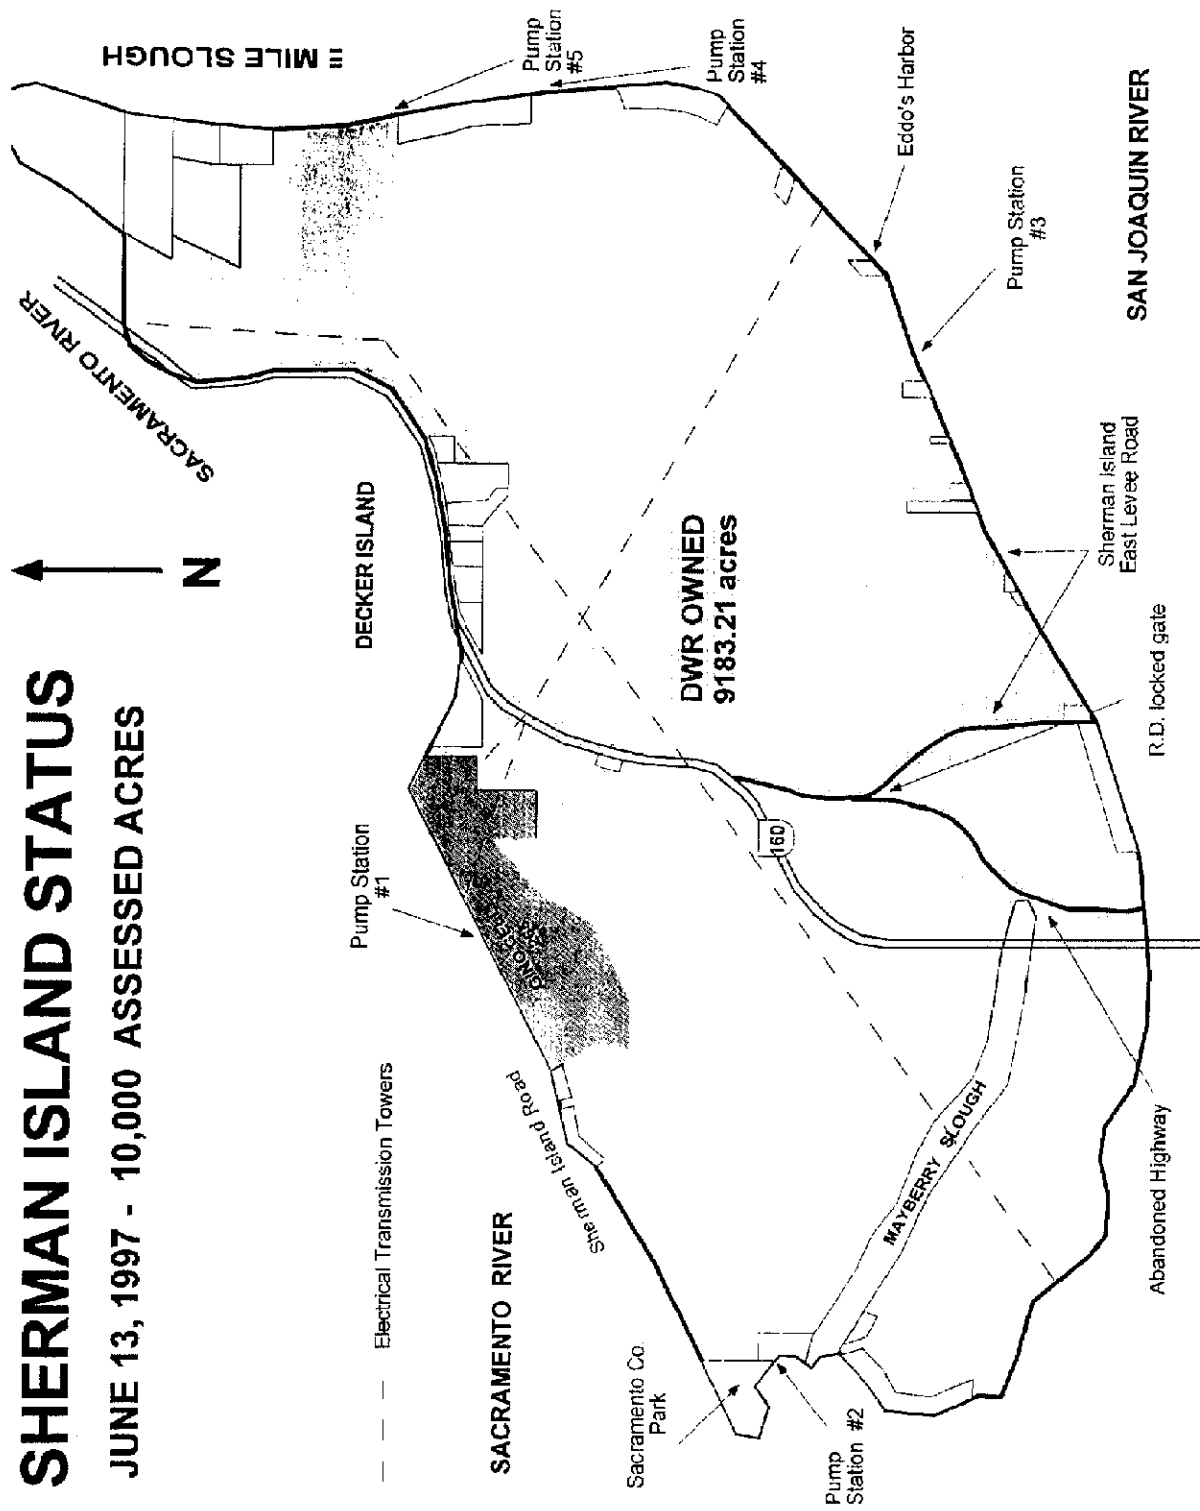 SHERMAN ISLAND STATUS
JUNE 13, 1997 - 10,000 ASSESSED ACRES
N
Electrical Transmission Towers
SACRAMENTO RIVER
DECKER ISLAND
SACRAMENTO RIVER
MILE SLOUGH
Pump Station
#1
Sherman Island Road
Sacramento Co.
Park
Pump
Station #2
MAYBERRY SLOUGH
160
DWR OWNED
9183.21 acres
Pump
Station
#5
Pump
Station
#4
Eddo's Harbor
Pump Station
#3
SAN JOAQUIN RIVER
Sherman Island
East Levee Road
R.D. locked gate
Abandoned Highway